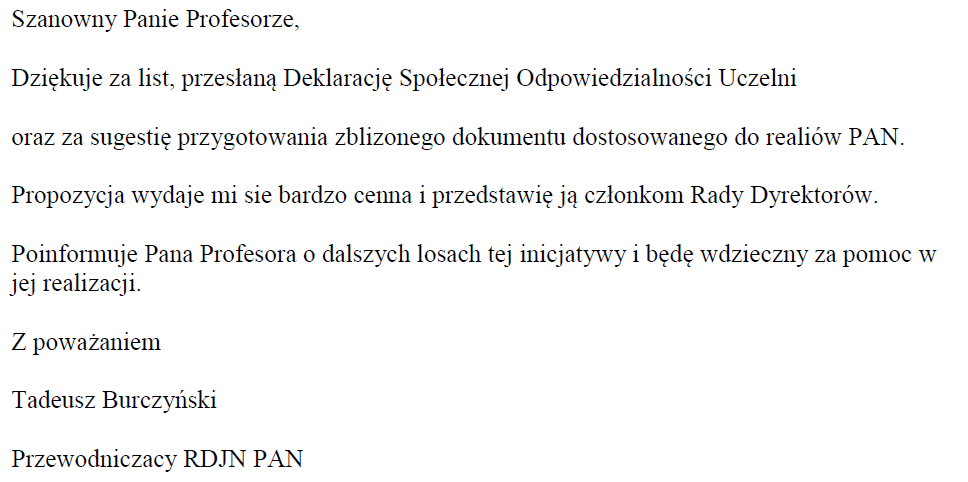 Szanowny Panie Profesorze,
Dziękuje za list, przesłaną Deklarację Społecznej Odpowiedzialności Uczelni
oraz za sugestię przygotowania zblizonego dokumentu dostosowanego do realiów PAN.
Propozycja wydaje mi sie bardzo cenna i przedstawię ją członkom Rady Dyrektorów.
Poinformuje Pana Profesora o dalszych losach tej inicjatywy i będę wdzieczny za pomoc w
jej realizacji.
Z poważaniem
Tadeusz Burczyński
Przewodniczacy RDJN PAN